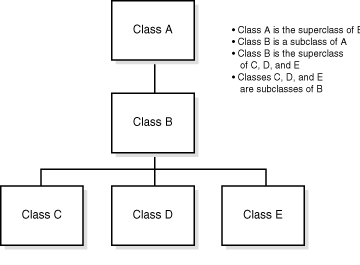 Class A
• Class A is the superclass of B
• Class B is a subclass of A
• Class B is the superclass
of C, D, and E
• Classes C, D, and E
are subclasses of B
Class B
Class C
Class D
Class E